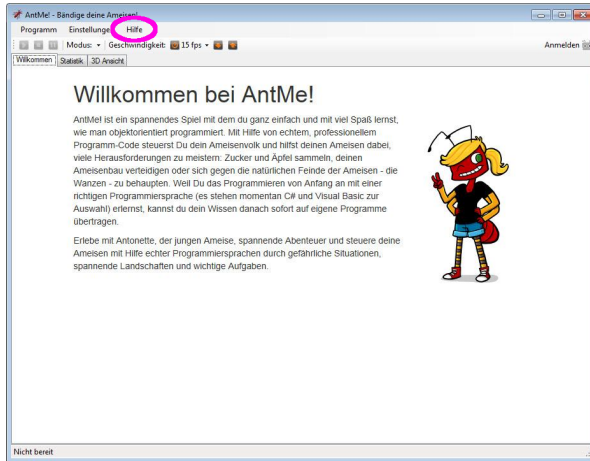 AntMe! - Bändige deine Ameisen!
Programm Einstellungen Hilfe
Modus: Geschwindigkeit: 15 fps Anmelden
Willkommen Statistik 3D Ansicht
Willkommen bei AntMe!
AntMe! ist ein spannendes Spiel mit dem du ganz einfach und mit viel Spaß lernst,
wie man objektorientiert programmiert. Mit Hilfe von echtem, professionellem
Programm-Code steuerst Du dein Ameisenvolk und hilfst deinen Ameisen dabei,
viele Herausforderungen zu meistern: Zucker und Äpfel sammeln, deinen
Ameisenbau verteidigen oder sich gegen die natürlichen Feinde der Ameisen - die
Wanzen - zu behaupten. Weil Du das Programmieren von Anfang an mit einer
richtigen Programmiersprache (es stehen momentan C# und Visual Basic zur
Auswahl) erlernst, kannst du dein Wissen danach sofort auf eigene Programme
übertragen.
Erlebe mit Antonette, der jungen Ameise, spannende Abenteuer und steuere deine
Ameisen mit Hilfe echter Programmiersprachen durch gefährliche Situationen,
spannende Landschaften und wichtige Aufgaben.
Nicht bereit